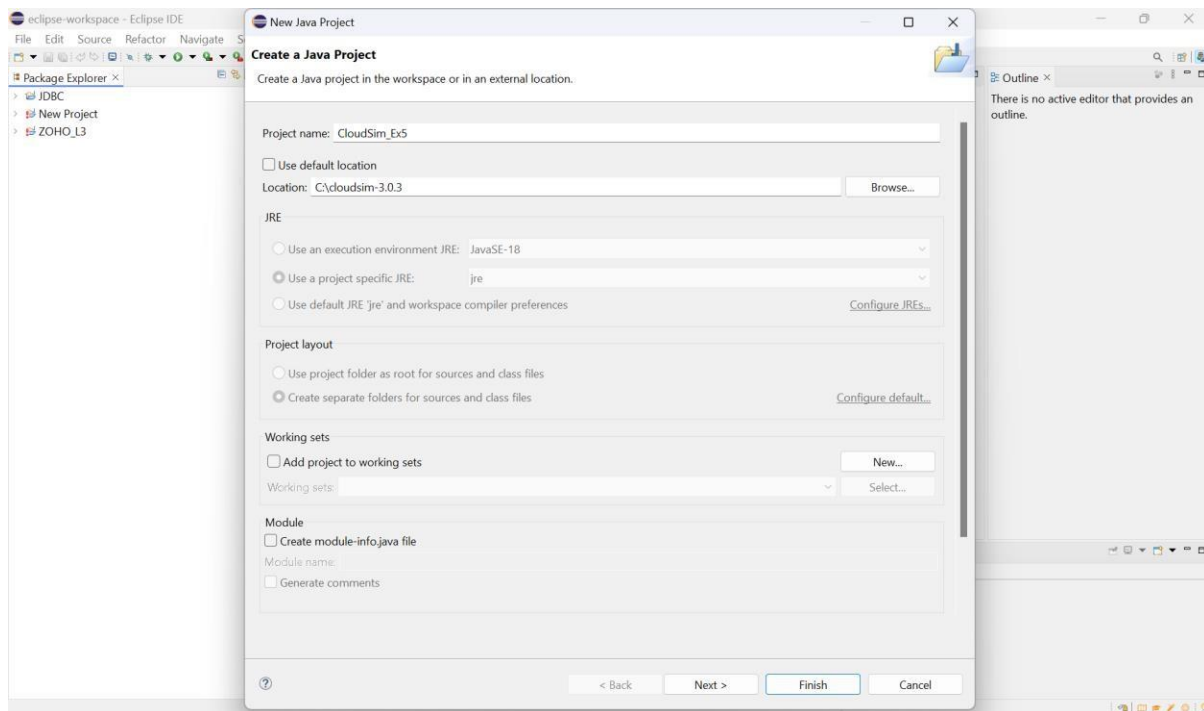 eclipse-workspace - Eclipse IDE
File Edit Source Refactor Navigate
Package Explorer
JDBC
New Project
ZOHO_L3
New Java Project
Create a Java Project
Create a Java project in the workspace or in an external location.
Project name: CloudSim_Ex5
Use default location
Location: C:\cloudsim-3.0.3 Browse...
JRE
Use an execution environment JRE: JavaSE-18
Use a project specific JRE: jre
Use default JRE 'jre' and workspace compiler preferences Configure JREs...
Project layout
Use project folder as root for sources and class files
Create separate folders for sources and class files Configure default...
Working sets
Add project to working sets New...
Working sets: Select...
Module
Create module-info.java file
Module name:
Generate comments
< Back Next > Finish Cancel
Outline
There is no active editor that provides an
outline.